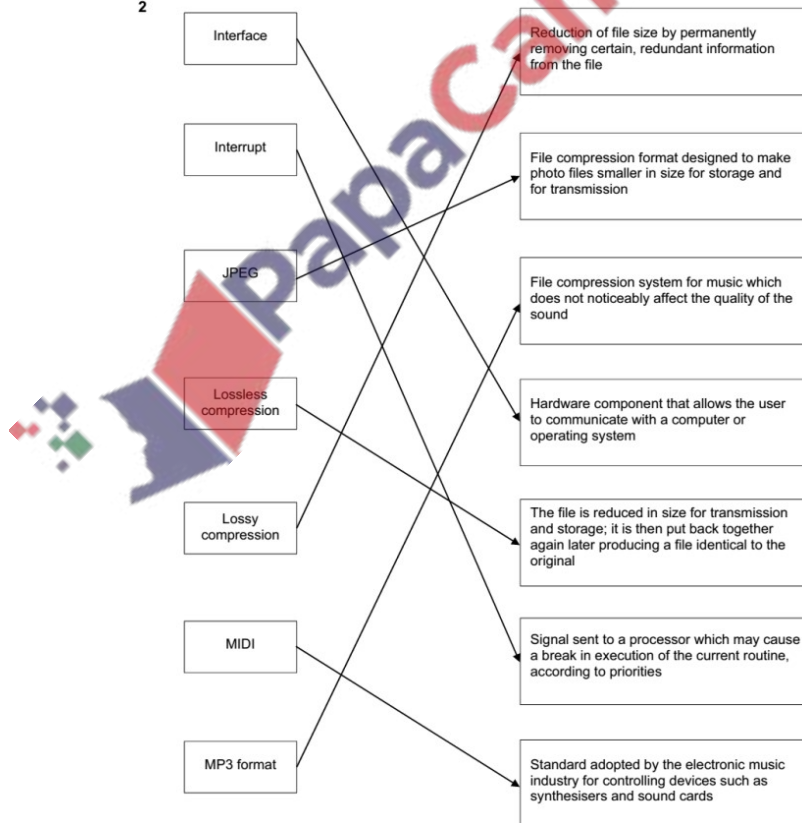 2
Interface
Reduction of file size by permanently
removing certain, redundant information
from the file
Interrupt
File compression format designed to make
photo files smaller in size for storage and
for transmission
JPEG
File compression system for music which
does not noticeably affect the quality of the
sound
Lossless
compression
Hardware component that allows the user
to communicate with a computer or
operating system
Lossy
compression
The file is reduced in size for transmission
and storage; it is then put back together
again later producing a file identical to the
original
MIDI
Signal sent to a processor which may cause
a break in execution of the current routine,
according to priorities
MP3 format
Standard adopted by the electronic music
industry for controlling devices such as
synthesisers and sound cards
PapaCam